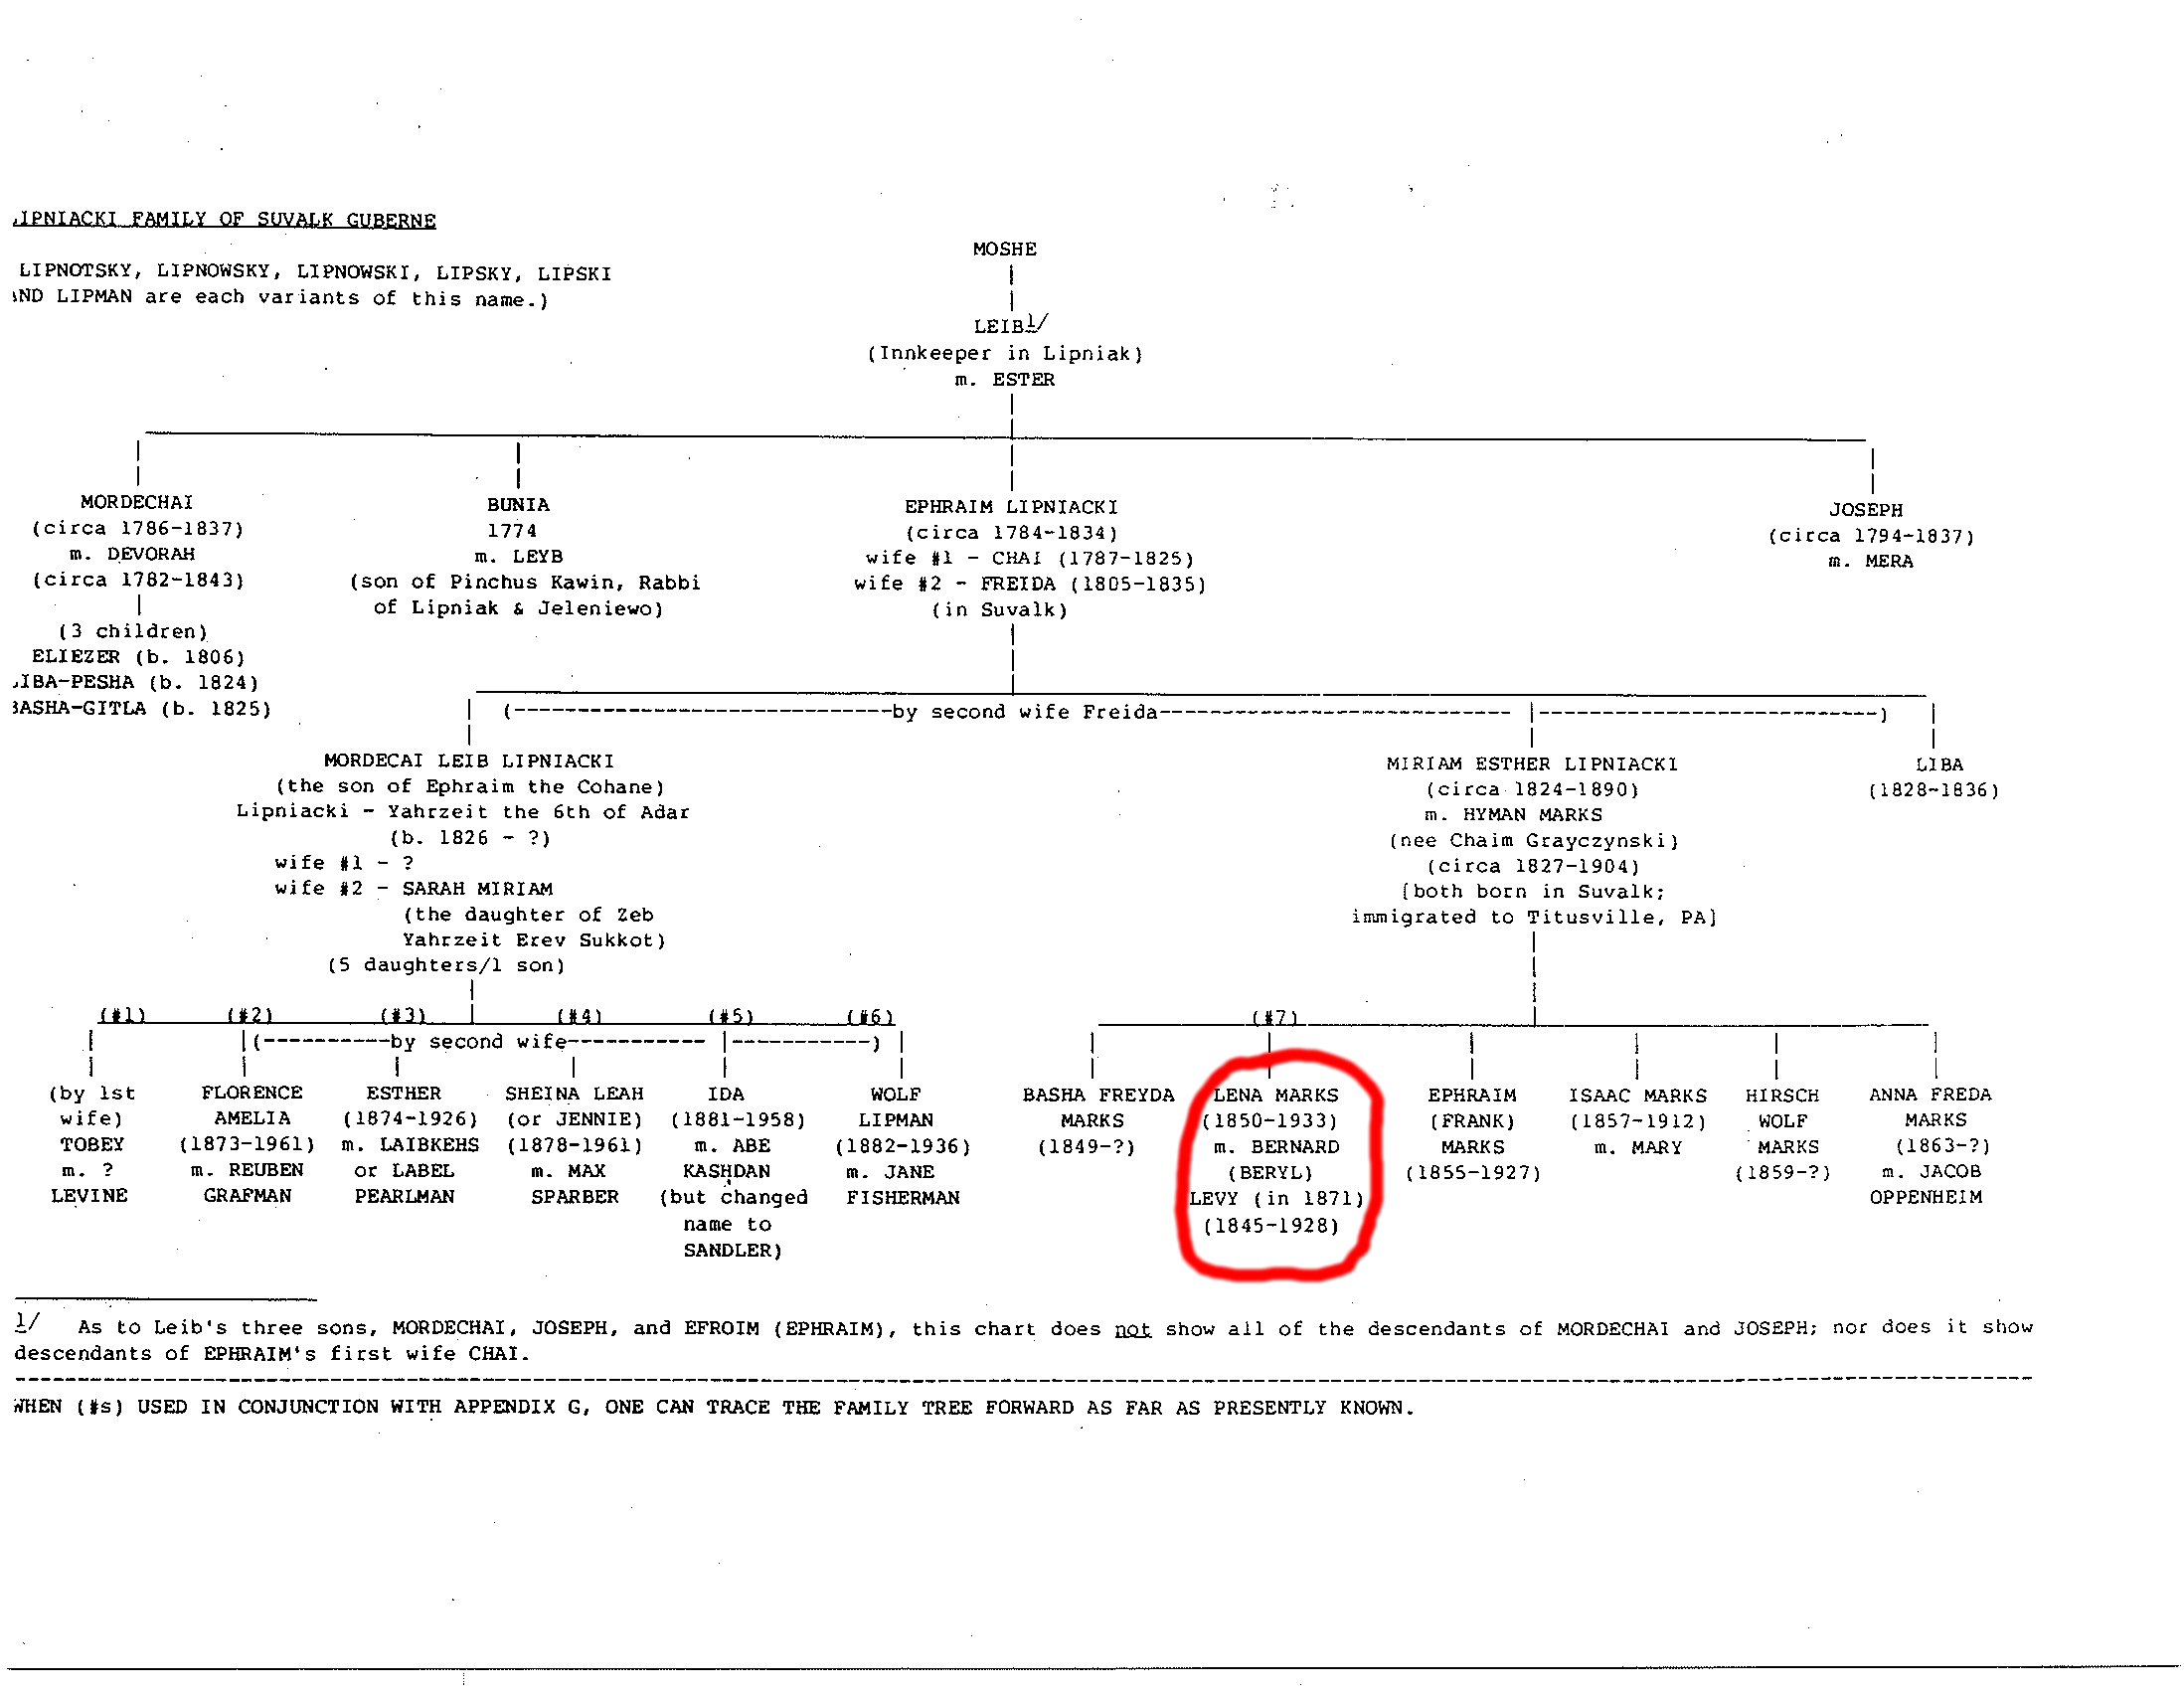 LIPNIACKI FAMILY OF SUVALK GUBERNE
LIPNOTSKY, LIPNOWSKY, LIPNOWSKI, LIPSKY, LIPSKI
AND LIPMAN are each variants of this name.)
MOSHE
LEIB1/
(Innkeeper in Lipniak)
m. ESTER
MORDECHAI
(circa 1786-1837)
m. DEVORAH
(circa 1782-1843)
(3 children)
ELIEZER (b. 1806)
LIBA-PESHA (b. 1824)
BASHA-GITLA (b. 1825)
BUNIA
1774
m. LEYB
(son of Pinchus Kawin, Rabbi
of Lipniak & Jeleniewo)
EPHRAIM LIPNIACKI
(circa 1784-1834)
wife #1 - CHAI (1787-1825)
wife #2 - FREIDA (1805-1835)
(in Suvalk)
JOSEPH
(circa 1794-1837)
m. MERA
(------------------------------by second wife Freida---------------------------- ---------------------------)
MORDECAI LEIB LIPNIACKI
(the son of Ephraim the Cohane)
Lipniacki - Yahrzeit the 6th of Adar
(b. 1826 - ?)
wife #1 - ?
wife #2 - SARAH MIRIAM
(the daughter of Zeb
Yahrzeit Erev Sukkot)
(5 daughters/1 son)
MIRIAM ESTHER LIPNIACKI
(circa 1824-1890)
m. HYMAN MARKS
(nee Chaim Grayczynski)
(circa 1827-1904)
[both born in Suvalk;
immigrated to Titusville, PA]
LIBA
(1828-1836)
(#1) (#2) (#3) (#4) (#5) (#6)
(----------by second wife----------- -----------)
(by 1st
wife)
TOBEY
m. ?
LEVINE
FLORENCE
AMELIA
(1873-1961)
m. REUBEN
GRAFMAN
ESTHER
(1874-1926)
m. LAIBKEHS
or LABEL
PEARLMAN
SHEINA LEAH
(or JENNIE)
(1878-1961)
m. MAX
SPARBER
IDA
(1881-1958)
m. ABE
KASHDAN
(but changed
name to
SANDLER)
WOLF
LIPMAN
(1882-1936)
m. JANE
FISHERMAN
(#7)
BASHA FREYDA
MARKS
(1849-?)
LENA MARKS
(1850-1933)
m. BERNARD
(BERYL)
LEVY (in 1871)
(1845-1928)
EPHRAIM
(FRANK)
MARKS
(1855-1927)
ISAAC MARKS
(1857-1912)
m. MARY
HIRSCH
WOLF
MARKS
(1859-?)
ANNA FREDA
MARKS
(1863-?)
m. JACOB
OPPENHEIM
1/ As to Leib's three sons, MORDECHAI, JOSEPH, and EFROIM (EPHRAIM), this chart does not show all of the descendants of MORDECHAI and JOSEPH; nor does it show
descendants of EPHRAIM's first wife CHAI.
WHEN (#s) USED IN CONJUNCTION WITH APPENDIX G, ONE CAN TRACE THE FAMILY TREE FORWARD AS FAR AS PRESENTLY KNOWN.